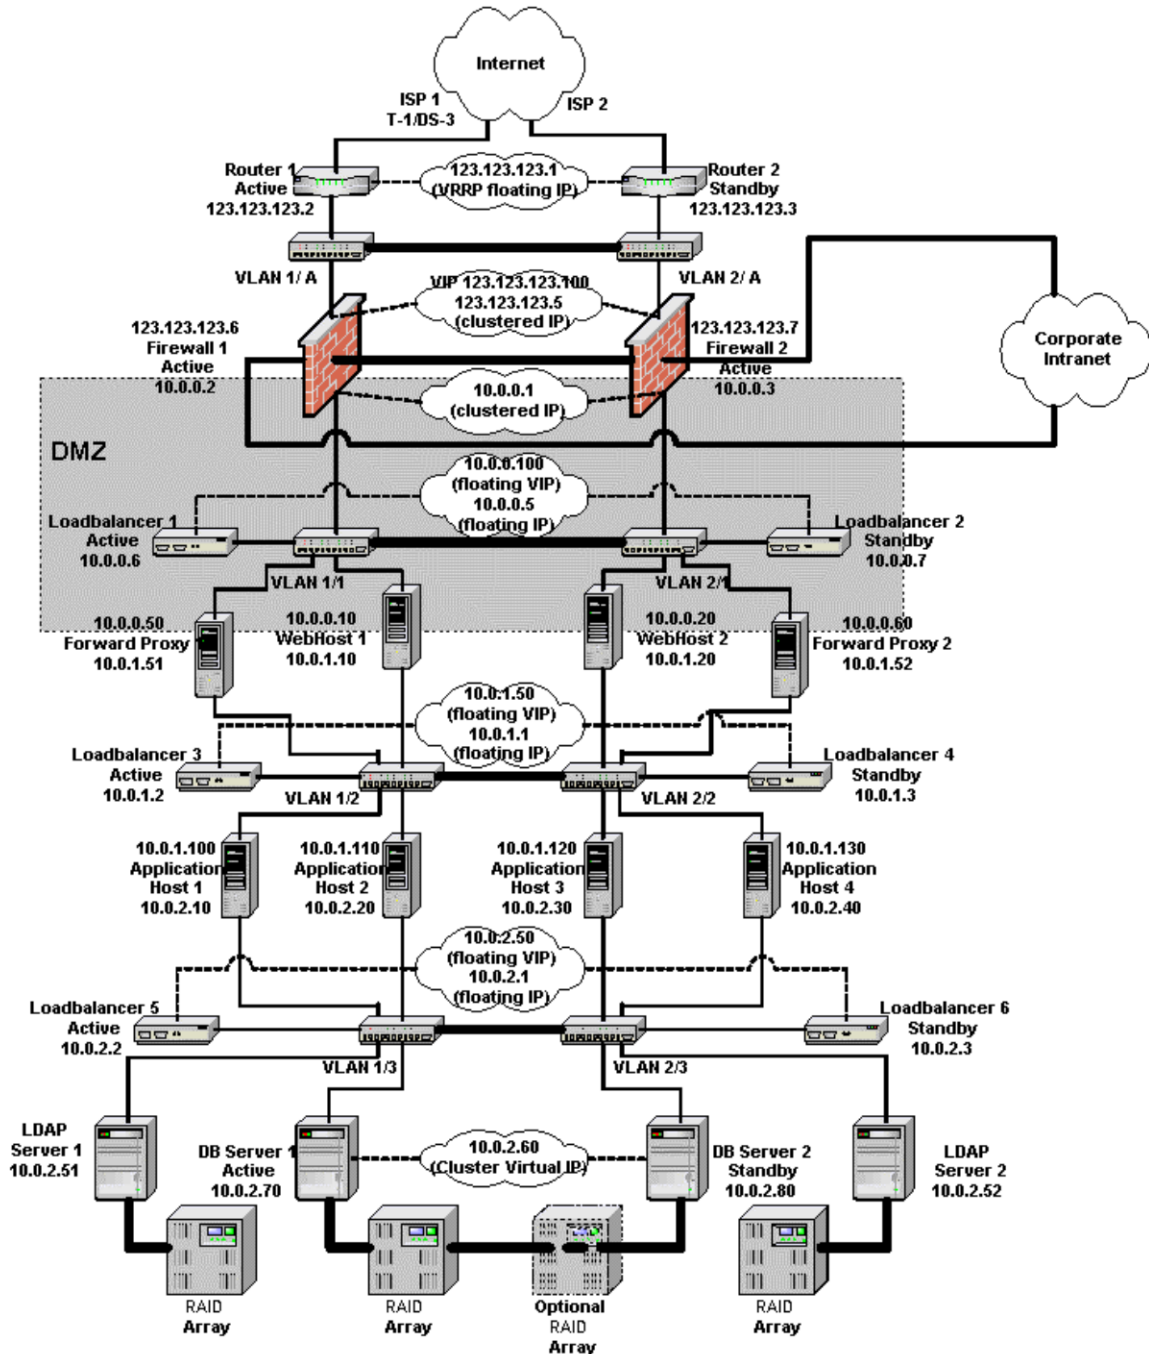 Internet
ISP 1
T-1/DS-3
ISP 2
Router 1
Active
123.123.123.2
123.123.123.1
(VRRP floating IP)
Router 2
Standby
123.123.123.3
VLAN 1/ A
VLAN 2/ A
VIP 123.123.123.100
123.123.123.5
(clustered IP)
123.123.123.6
Firewall 1
Active
10.0.0.2
123.123.123.7
Firewall 2
Active
10.0.0.3
Corporate
Intranet
10.0.0.1
(clustered IP)
DMZ
10.0.0.100
(floating VIP)
10.0.0.5
(floating IP)
Loadbalancer 1
Active
10.0.0.6
Loadbalancer 2
Standby
10.0.0.7
VLAN 1/1
VLAN 2/1
10.0.0.50
Forward Proxy
10.0.1.51
10.0.0.10
WebHost 1
10.0.1.10
10.0.0.20
WebHost 2
10.0.1.20
10.0.0.60
Forward Proxy 2
10.0.1.52
10.0.1.50
(floating VIP)
10.0.1.1
(floating IP)
Loadbalancer 3
Active
10.0.1.2
Loadbalancer 4
Standby
10.0.1.3
VLAN 1/2
VLAN 2/2
10.0.1.100
Application
Host 1
10.0.2.10
10.0.1.110
Application
Host 2
10.0.2.20
10.0.1.120
Application
Host 3
10.0.2.30
10.0.1.130
Application
Host 4
10.0.2.40
10.0.2.50
(floating VIP)
10.0.2.1
(floating IP)
Loadbalancer 5
Active
10.0.2.2
Loadbalancer 6
Standby
10.0.2.3
VLAN 1/3
VLAN 2/3
LDAP
Server 1
10.0.2.51
DB Server 1
Active
10.0.2.70
10.0.2.60
(Cluster Virtual IP)
DB Server 2
Standby
10.0.2.80
LDAP
Server 2
10.0.2.52
RAID
Array
RAID
Array
Optional
RAID
Array
RAID
Array